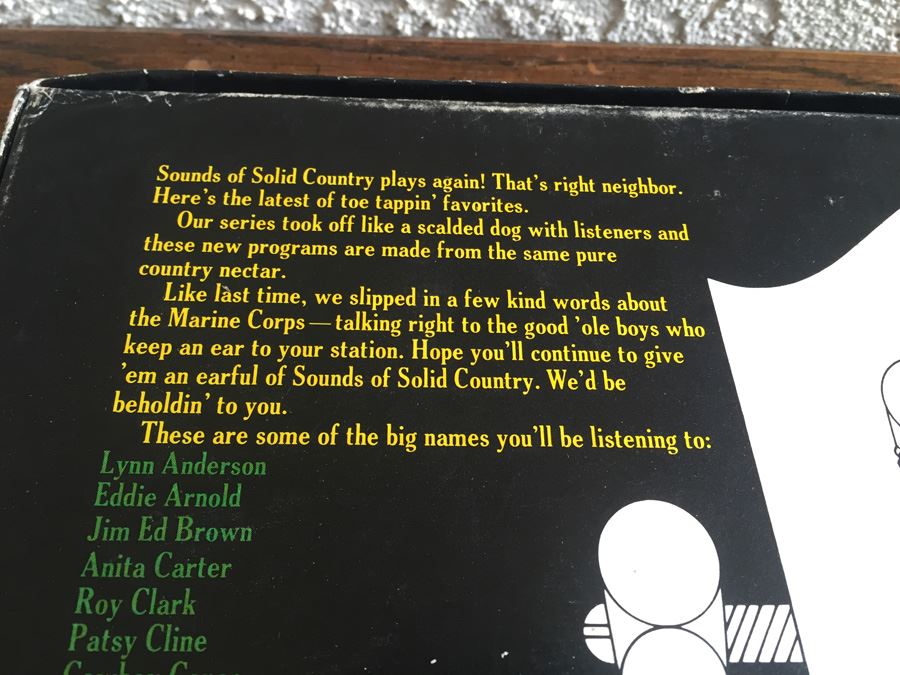 Sounds of Solid Country plays again! That's right neighbor.
Here's the latest of toe tappin' favorites.
Our series took off like a scalded dog with listeners and
these new programs are made from the same pure
country nectar.
Like last time, we slipped in a few kind words about
the Marine Corps—talking right to the good 'ole boys who
keep an ear to your station. Hope you'll continue to give
'em an earful of Sounds of Solid Country. We'd be
beholdin' to you.
These are some of the big names you'll be listening to:
Lynn Anderson
Eddie Arnold
Jim Ed Brown
Anita Carter
Roy Clark
Patsy Cline